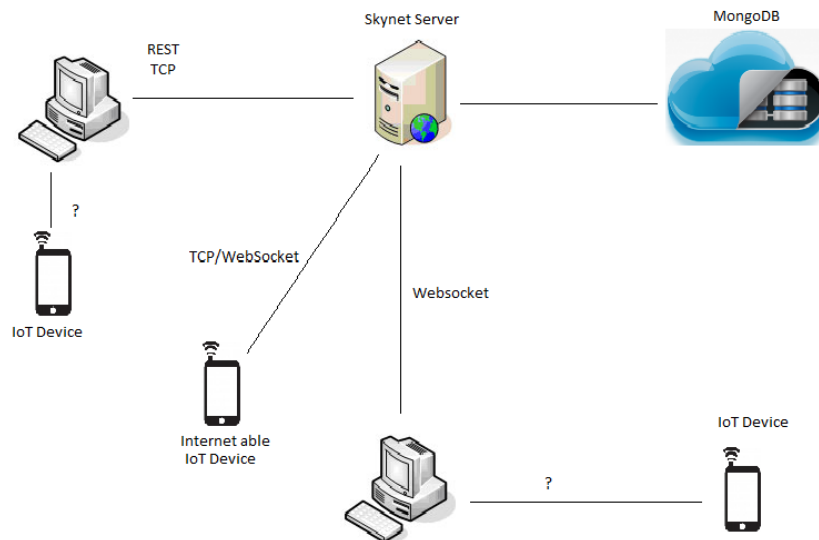 Skynet Server
MongoDB
REST
TCP
?
TCP/WebSocket
IoT Device
Websocket
Internet able
IoT Device
IoT Device
?